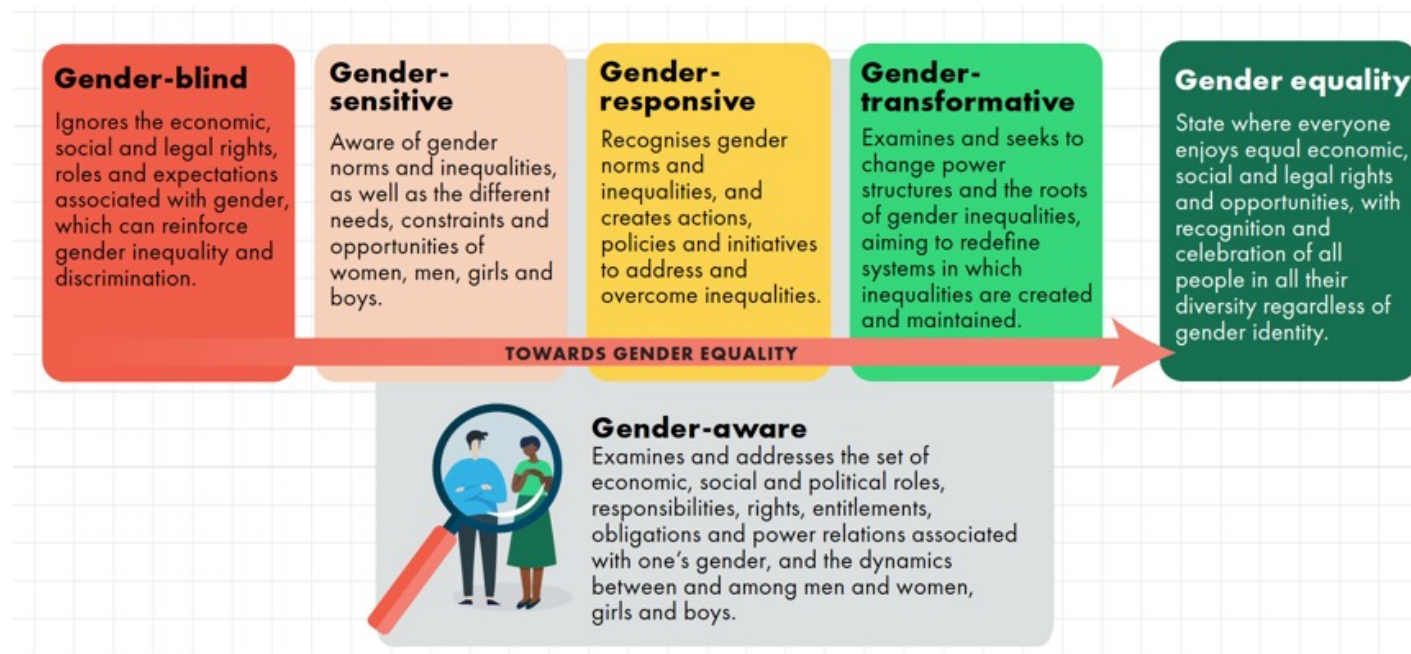 Gender-blind
Ignores the economic,
social and legal rights,
roles and expectations
associated with gender,
which can reinforce
gender inequality and
discrimination.
Gender-
sensitive
Aware of gender
norms and inequalities,
as well as the different
needs, constraints and
opportunities of
women, men, girls and
boys.
Gender-
responsive
Recognises gender
norms and
inequalities, and
creates actions,
policies and initiatives
to address and
overcome inequalities.
Gender-
transformative
Examines and seeks to
change power
structures and the roots
of gender inequalities,
aiming to redefine
systems in which
inequalities are created
and maintained.
Gender equality
State where everyone
enjoys equal economic,
social and legal rights
and opportunities, with
recognition and
celebration of all
people in all their
diversity regardless of
gender identity.
TOWARDS GENDER EQUALITY
Gender-aware
Examines and addresses the set of
economic, social and political roles,
responsibilities, rights, entitlements,
obligations and power relations associated
with one's gender, and the dynamics
between and among men and women,
girls and boys.